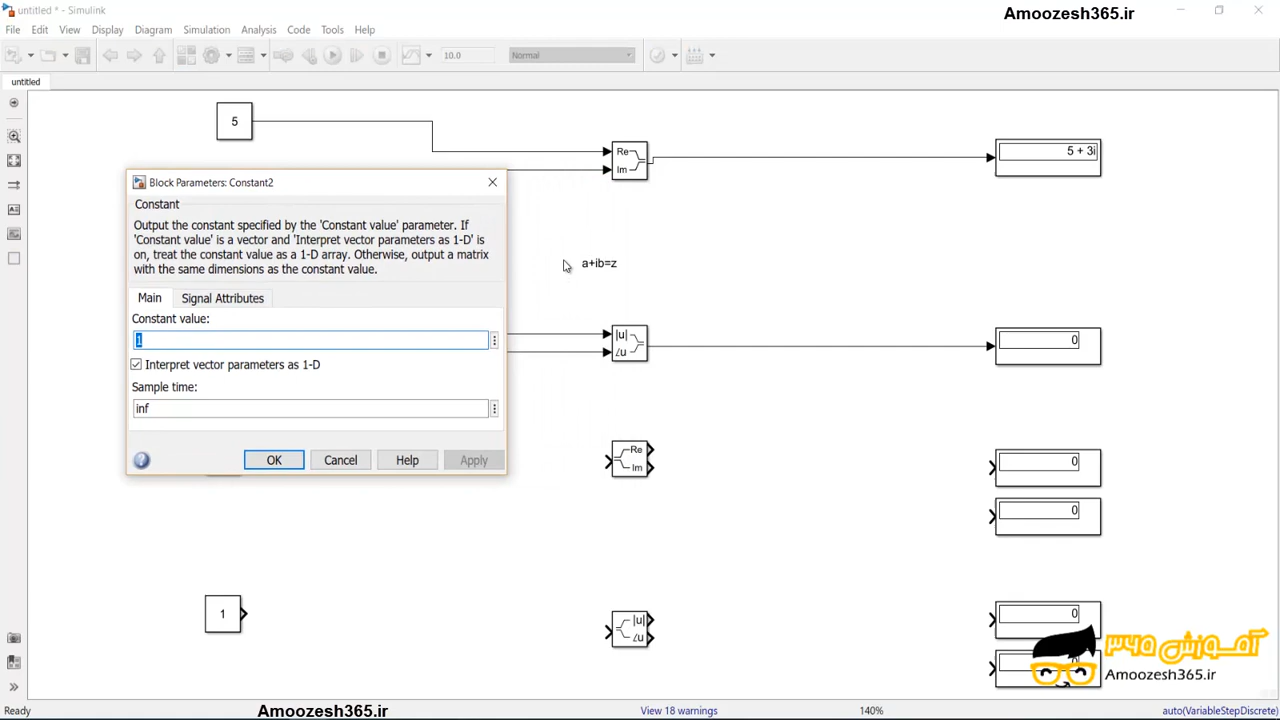 untitled * - Simulink
Amoozesh365.ir
File Edit View Display Diagram Simulation Analysis Code Tools Help
10.0 Normal
untitled
5
Re
Im
5 + 3i
Block Parameters: Constant2
Constant
Output the constant specified by the 'Constant value' parameter. If
'Constant value' is a vector and 'Interpret vector parameters as 1-D' is
on, treat the constant value as a 1-D array. Otherwise, output a matrix
with the same dimensions as the constant value.
Main Signal Attributes
Constant value:
1
Interpret vector parameters as 1-D
Sample time:
inf
OK Cancel Help Apply
a+ib=z
|u|
∠u
0
Re
Im
0
0
1
|u|
∠u
0
0
آموزش ۳۶۵
Amoozesh365.ir
Ready
Amoozesh365.ir
View 18 warnings
140%
auto(VariableStepDiscrete)